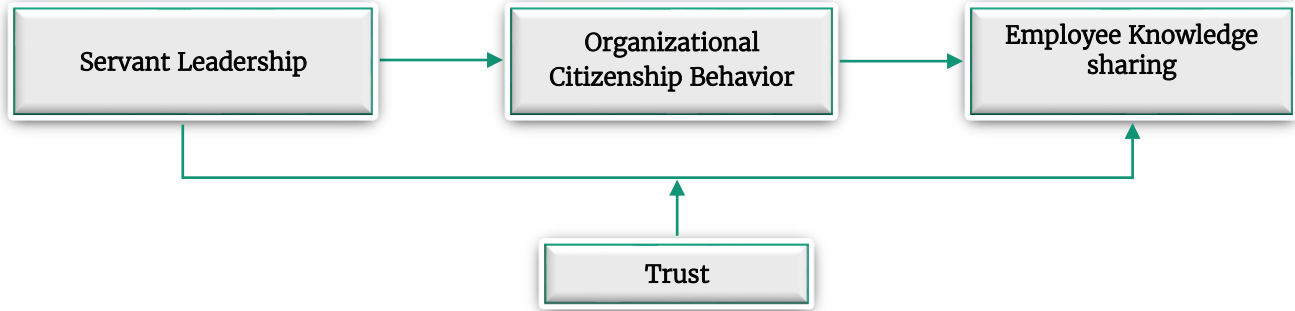 Servant Leadership
Organizational
Citizenship Behavior
Employee Knowledge
sharing
Trust